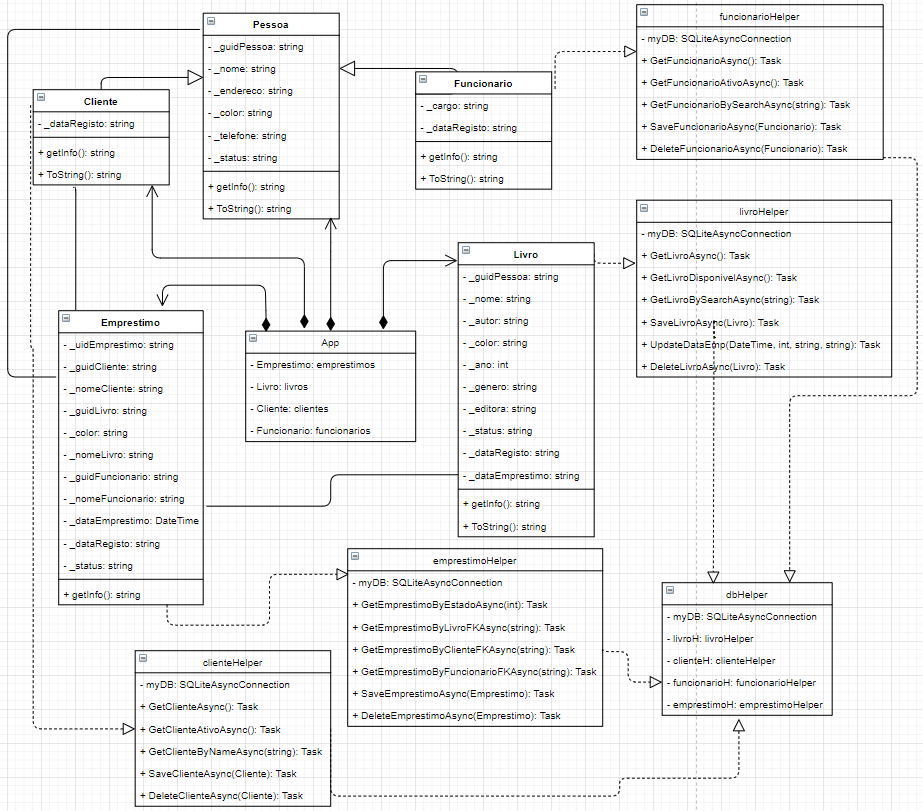 Pessoa
- _guidPessoa: string
- _nome: string
- _endereco: string
- _color: string
- _telefone: string
- _status: string
+ getInfo(): string
+ ToString(): string
Cliente
- _dataRegisto: string
+ getInfo(): string
+ ToString(): string
Funcionario
- _cargo: string
- _dataRegisto: string
+ getInfo(): string
+ ToString(): string
funcionarioHelper
- myDB: SQLiteAsyncConnection
+ GetFuncionarioAsync(): Task
+ GetFuncionarioAtivoAsync(): Task
+ GetFuncionarioBySearchAsync(string): Task
+ SaveFuncionarioAsync(Funcionario): Task
+ DeleteFuncionarioAsync(Funcionario): Task
livroHelper
- myDB: SQLiteAsyncConnection
+ GetLivroAsync(): Task
+ GetLivroDisponivelAsync(): Task
+ GetLivroBySearchAsync(string): Task
+ SaveLivroAsync(Livro): Task
+ UpdateDataEmp(DateTime, int, string, string): Task
+ DeleteLivroAsync(Livro): Task
Livro
- _guidPessoa: string
- _nome: string
- _autor: string
- _color: string
- _ano: int
- _genero: string
- _editora: string
- _status: string
- _dataRegisto: string
- _dataEmprestimo: string
+ getInfo(): string
+ ToString(): string
Emprestimo
- _uidEmprestimo: string
- _guidCliente: string
- _nomeCliente: string
- _guidLivro: string
- _color: string
- _nomeLivro: string
- _guidFuncionario: string
- _nomeFuncionario: string
- _dataEmprestimo: DateTime
- _dataRegisto: string
- _status: string
+ getInfo(): string
App
- Emprestimo: emprestimos
- Livro: livros
- Cliente: clientes
- Funcionario: funcionarios
emprestimoHelper
- myDB: SQLiteAsyncConnection
+ GetEmprestimoByEstadoAsync(int): Task
+ GetEmprestimoByLivroFKAsync(string): Task
+ GetEmprestimoByClienteFKAsync(string): Task
+ GetEmprestimoByFuncionarioFKAsync(string): Task
+ SaveEmprestimoAsync(Emprestimo): Task
+ DeleteEmprestimoAsync(Emprestimo): Task
dbHelper
- myDB: SQLiteAsyncConnection
- livroH: livroHelper
- clienteH: clienteHelper
- funcionarioH: funcionarioHelper
- emprestimoH: emprestimoHelper
clienteHelper
- myDB: SQLiteAsyncConnection
+ GetClienteAsync(): Task
+ GetClienteAtivoAsync(): Task
+ GetClienteByNameAsync(string): Task
+ SaveClienteAsync(Cliente): Task
+ DeleteClienteAsync(Cliente): Task